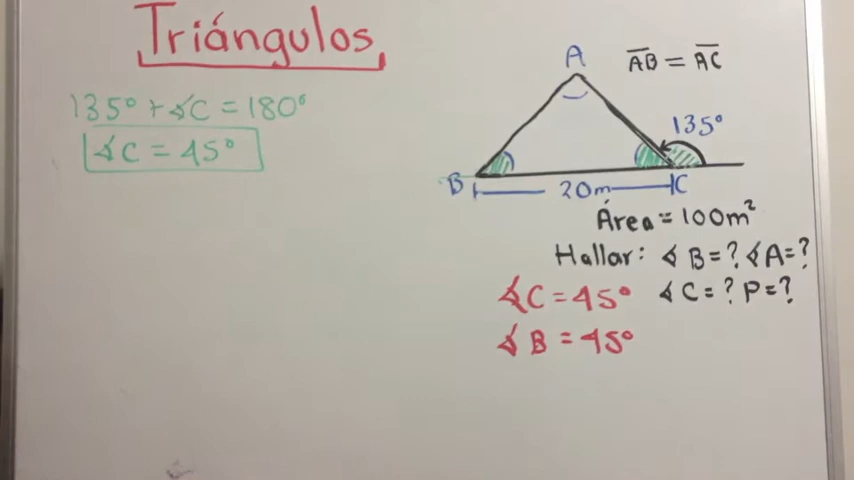 Triángulos
135° + ∡C = 180°
∡C = 45°
A
AB = AC
135°
B
20m
C
Área = 100m²
Hallar: ∡ B = ? ∡ A = ?
∡ C = ? P = ?
∡C = 45°
∡ B = 45°